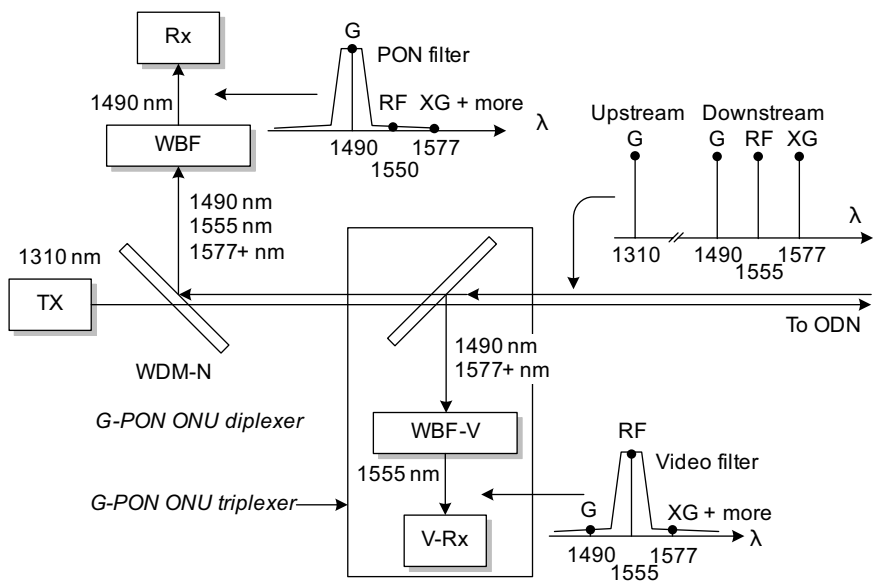 Rx
1490 nm
WBF
1490 nm
1555 nm
1577+ nm
G
PON filter
RF
XG + more
λ
1490
1577
1550
Upstream
Downstream
G
G
RF
XG
λ
1310
1490
1577
1555
1310 nm
TX
WDM-N
To ODN
1490 nm
1577+ nm
G-PON ONU diplexer
WBF-V
1555 nm
G-PON ONU triplexer
V-Rx
RF
Video filter
G
XG + more
λ
1490
1577
1555